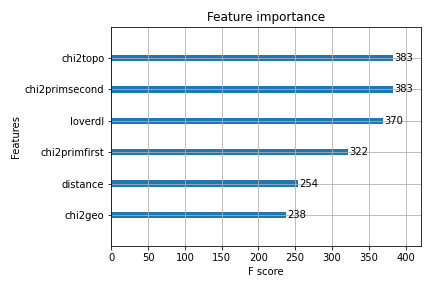 Feature importance
chi2topo 383
chi2primsecond 383
loverdl 370
chi2primfirst 322
distance 254
chi2geo 238
Features
0 50 100 150 200 250 300 350 400
F score